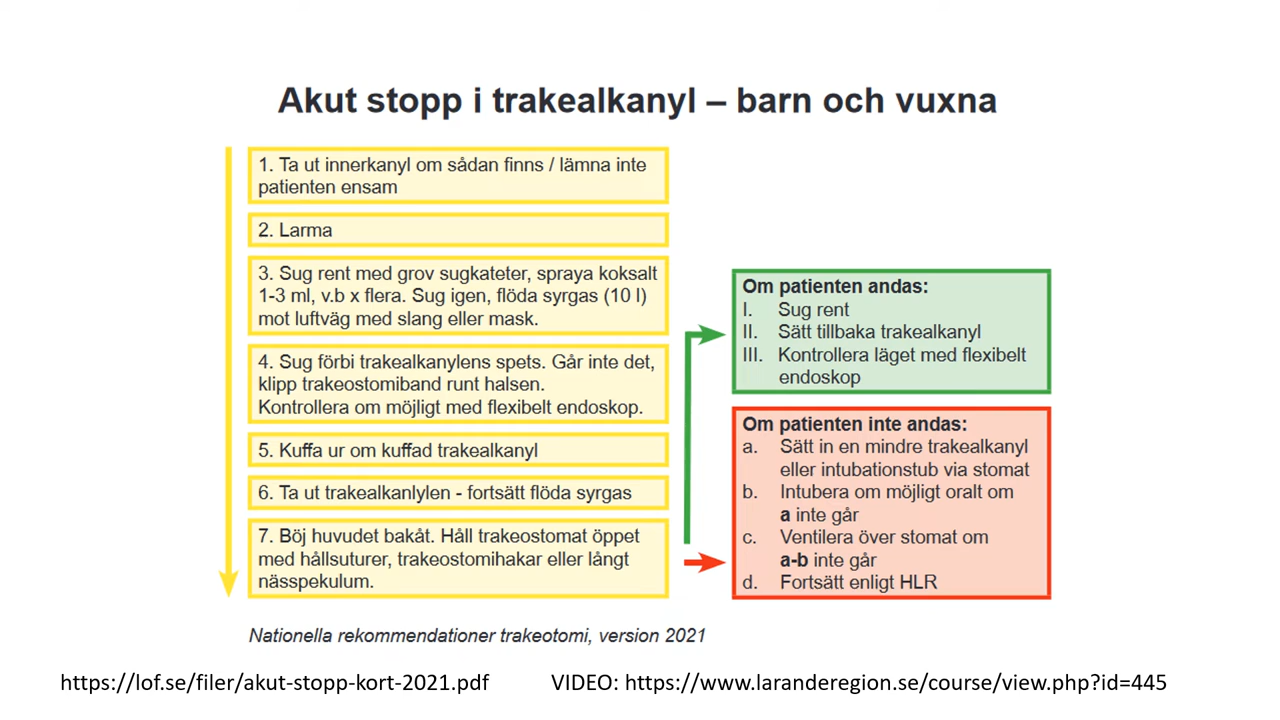 Akut stopp i trakealkanyl – barn och vuxna
1. Ta ut innerkanyl om sådan finns / lämna inte
patienten ensam
2. Larma
3. Sug rent med grov sugkateter, spraya koksalt
1-3 ml, v.b x flera. Sug igen, flöda syrgas (10 l)
mot luftväg med slang eller mask.
4. Sug förbi trakealkanylens spets. Går inte det,
klipp trakeostomiband runt halsen.
Kontrollera om möjligt med flexibelt endoskop.
5. Kuffa ur om kuffad trakealkanyl
6. Ta ut trakealkanlylen - fortsätt flöda syrgas
7. Böj huvudet bakåt. Håll trakeostomat öppet
med hållsuturer, trakeostomihakar eller långt
nässpekulum.
Om patienten andas:
I. Sug rent
II. Sätt tillbaka trakealkanyl
III. Kontrollera läget med flexibelt
endoskop
Om patienten inte andas:
a. Sätt in en mindre trakealkanyl
eller intubationstub via stomat
b. Intubera om möjligt oralt om
a inte går
c. Ventilera över stomat om
a-b inte går
d. Fortsätt enligt HLR
Nationella rekommendationer trakeotomi, version 2021
https://lof.se/filer/akut-stopp-kort-2021.pdf
VIDEO: https://www.laranderegion.se/course/view.php?id=445